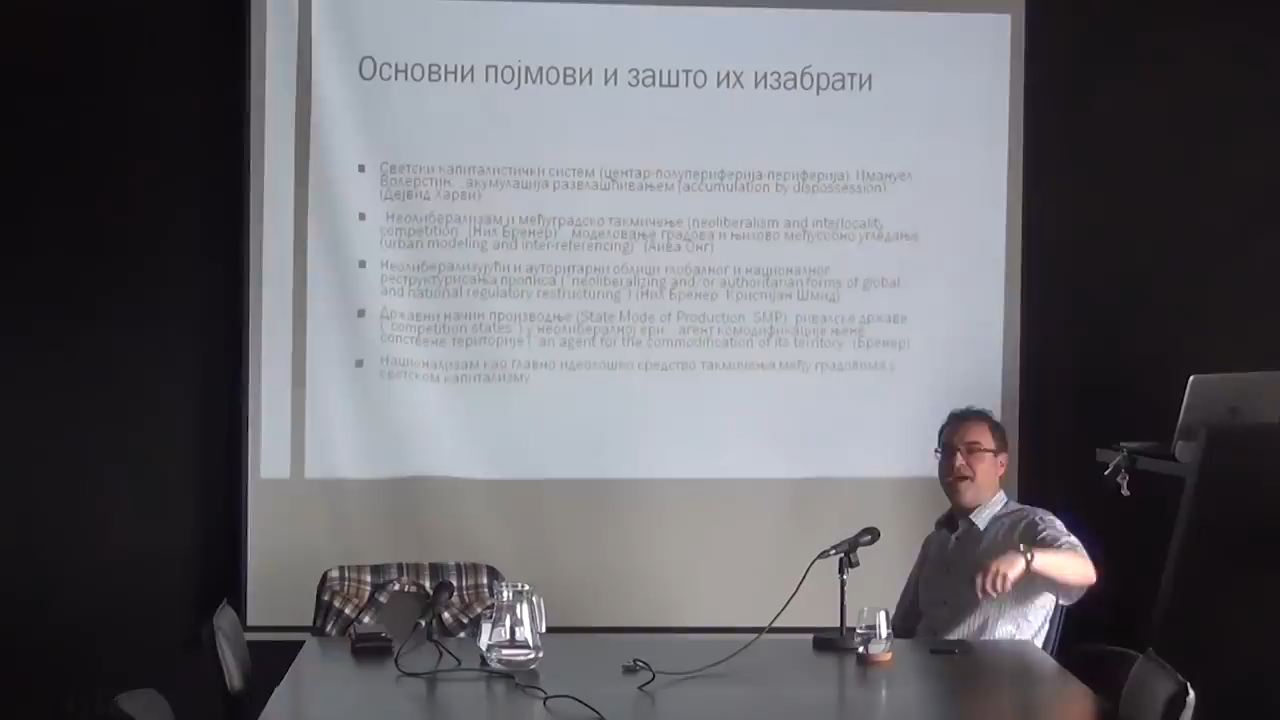 Основни појмови и зашто их изабрати
Светски капиталистички систем (центар-полупериферија-периферија) Имануел
Волерстин акумулација развлашћивањем (accumulation by dispossession)
(Дејвид Харви)
Неолиберализам и међуградско такмичење (neoliberalism and interlocality
competition (Нил Бренер) моделовање градова и њихово међусобно угледање
(urban modeling and inter-referencing) (Аива Онг)
Неолиберализујући и ауторитарни облици глобалног и националног
реструктурисања прописа ( neoliberalizing and/or authoritarian forms of global
and national regulatory restructuring ) (Нил Бренер Кристијан Шмид)
Државни начин производње (State Mode of Production SMP) ривалске државе
( competition states ) у неолибералној ери агент комодификације њене
сопствене територије ( an agent for the commodification of its territory (Бренер)
Национализам као главно идеолошко средство такмичења међу градовима у
светском капитализму